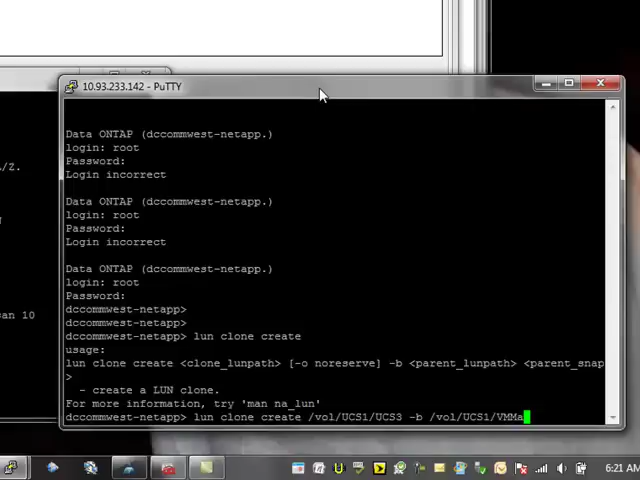 10.93.233.142 - PuTTY
Data ONTAP (dccommwest-netapp.)
login: root
Password:
Login incorrect
Data ONTAP (dccommwest-netapp.)
login: root
Password:
Login incorrect
Data ONTAP (dccommwest-netapp.)
login: root
Password:
dccommwest-netapp>
dccommwest-netapp>
dccommwest-netapp> lun clone create
usage:
lun clone create <clone_lunpath> [-o noreserve] -b <parent_lunpath> <parent_snap
>
- create a LUN clone.
For more information, try 'man na_lun'
dccommwest-netapp> lun clone create /vol/UCS1/UCS3 -b /vol/UCS1/VMMa
A/Z.
san 10
6:21 AM